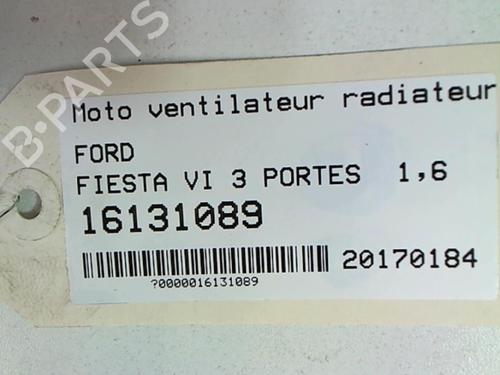 B-PARTS
Moto ventilateur radiateur
FORD
FIESTA VI 3 PORTES 1,6
16131089
20170184
?0000016131089